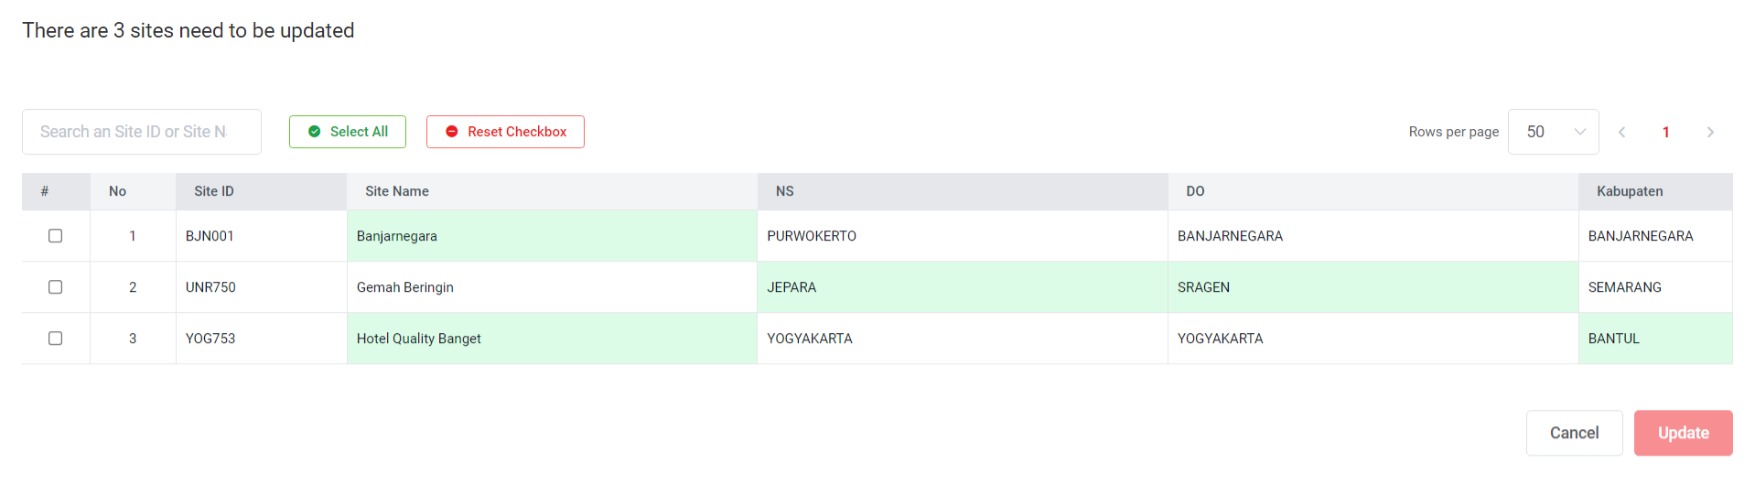 There are 3 sites need to be updated
Search an Site ID or Site N
Select All
Reset Checkbox
Rows per page 50 1
# No Site ID Site Name NS DO Kabupaten
1 BJN001 Banjarnegara PURWOKERTO BANJARNEGARA BANJARNEGARA
2 UNR750 Gemah Beringin JEPARA SRAGEN SEMARANG
3 YOG753 Hotel Quality Banget YOGYAKARTA YOGYAKARTA BANTUL
Cancel Update